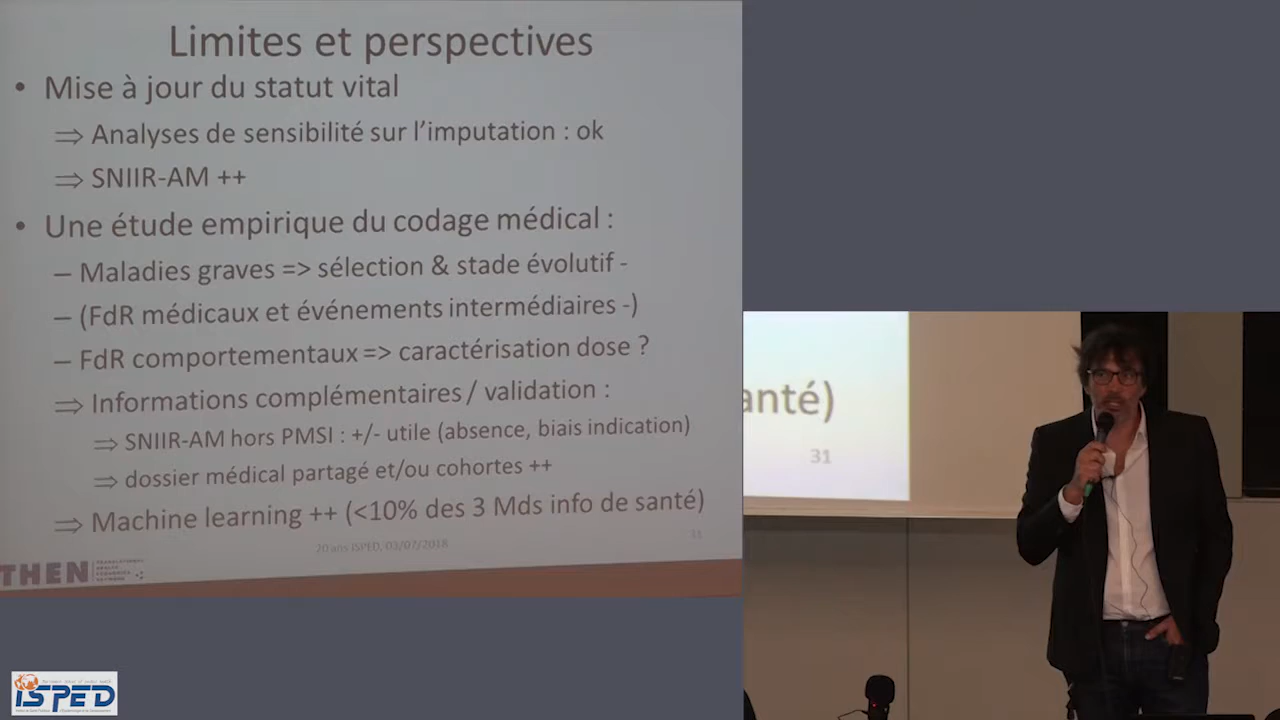 Limites et perspectives
• Mise à jour du statut vital
⇒ Analyses de sensibilité sur l'imputation : ok
⇒ SNIIR-AM ++
• Une étude empirique du codage médical :
– Maladies graves => sélection & stade évolutif -
– (FdR médicaux et événements intermédiaires -)
– FdR comportementaux => caractérisation dose ?
⇒ Informations complémentaires / validation :
⇒ SNIIR-AM hors PMSI : +/- utile (absence, biais indication)
⇒ dossier médical partagé et/ou cohortes ++
⇒ Machine learning ++ (<10% des 3 Mds info de santé)
20 ans ISPED, 03/07/2018
31
THEN
anté)
31
ISPED